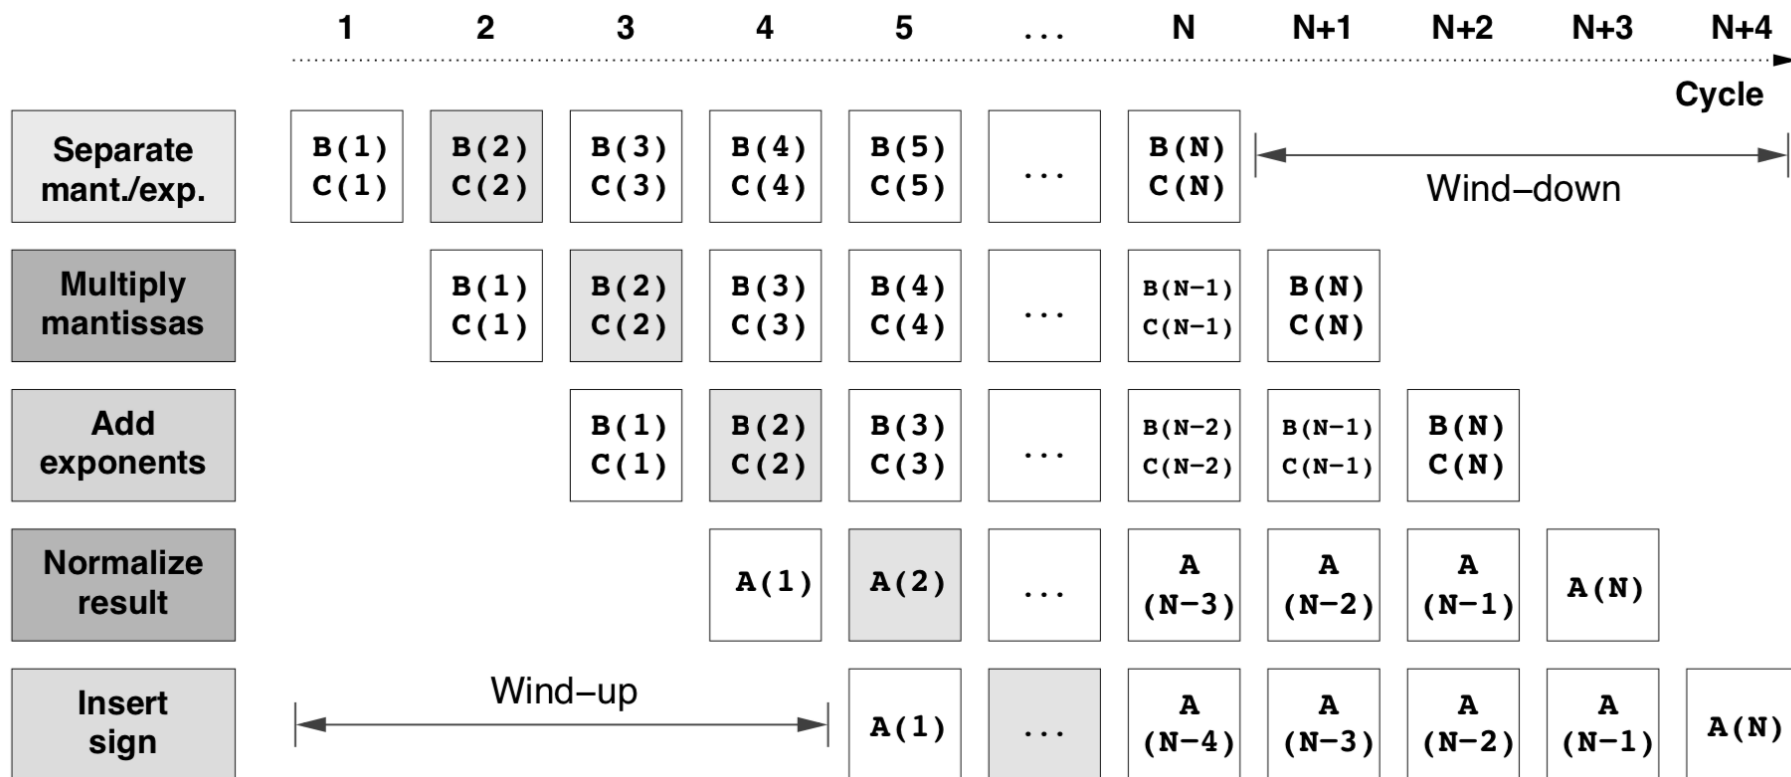 1 2 3 4 5 ... N N+1 N+2 N+3 N+4
Cycle
Separate
mant./exp.
B(1) B(2) B(3) B(4) B(5) ... B(N)
C(1) C(2) C(3) C(4) C(5) C(N)
Wind-down
Multiply
mantissas
B(1) B(2) B(3) B(4) ... B(N-1) B(N)
C(1) C(2) C(3) C(4) C(N-1) C(N)
Add
exponents
B(1) B(2) B(3) ... B(N-2) B(N-1) B(N)
C(1) C(2) C(3) C(N-2) C(N-1) C(N)
Normalize
result
A(1) A(2) ... A A A A(N)
(N-3) (N-2) (N-1)
Insert
sign
Wind-up
A(1) ... A A A A A(N)
(N-4) (N-3) (N-2) (N-1)